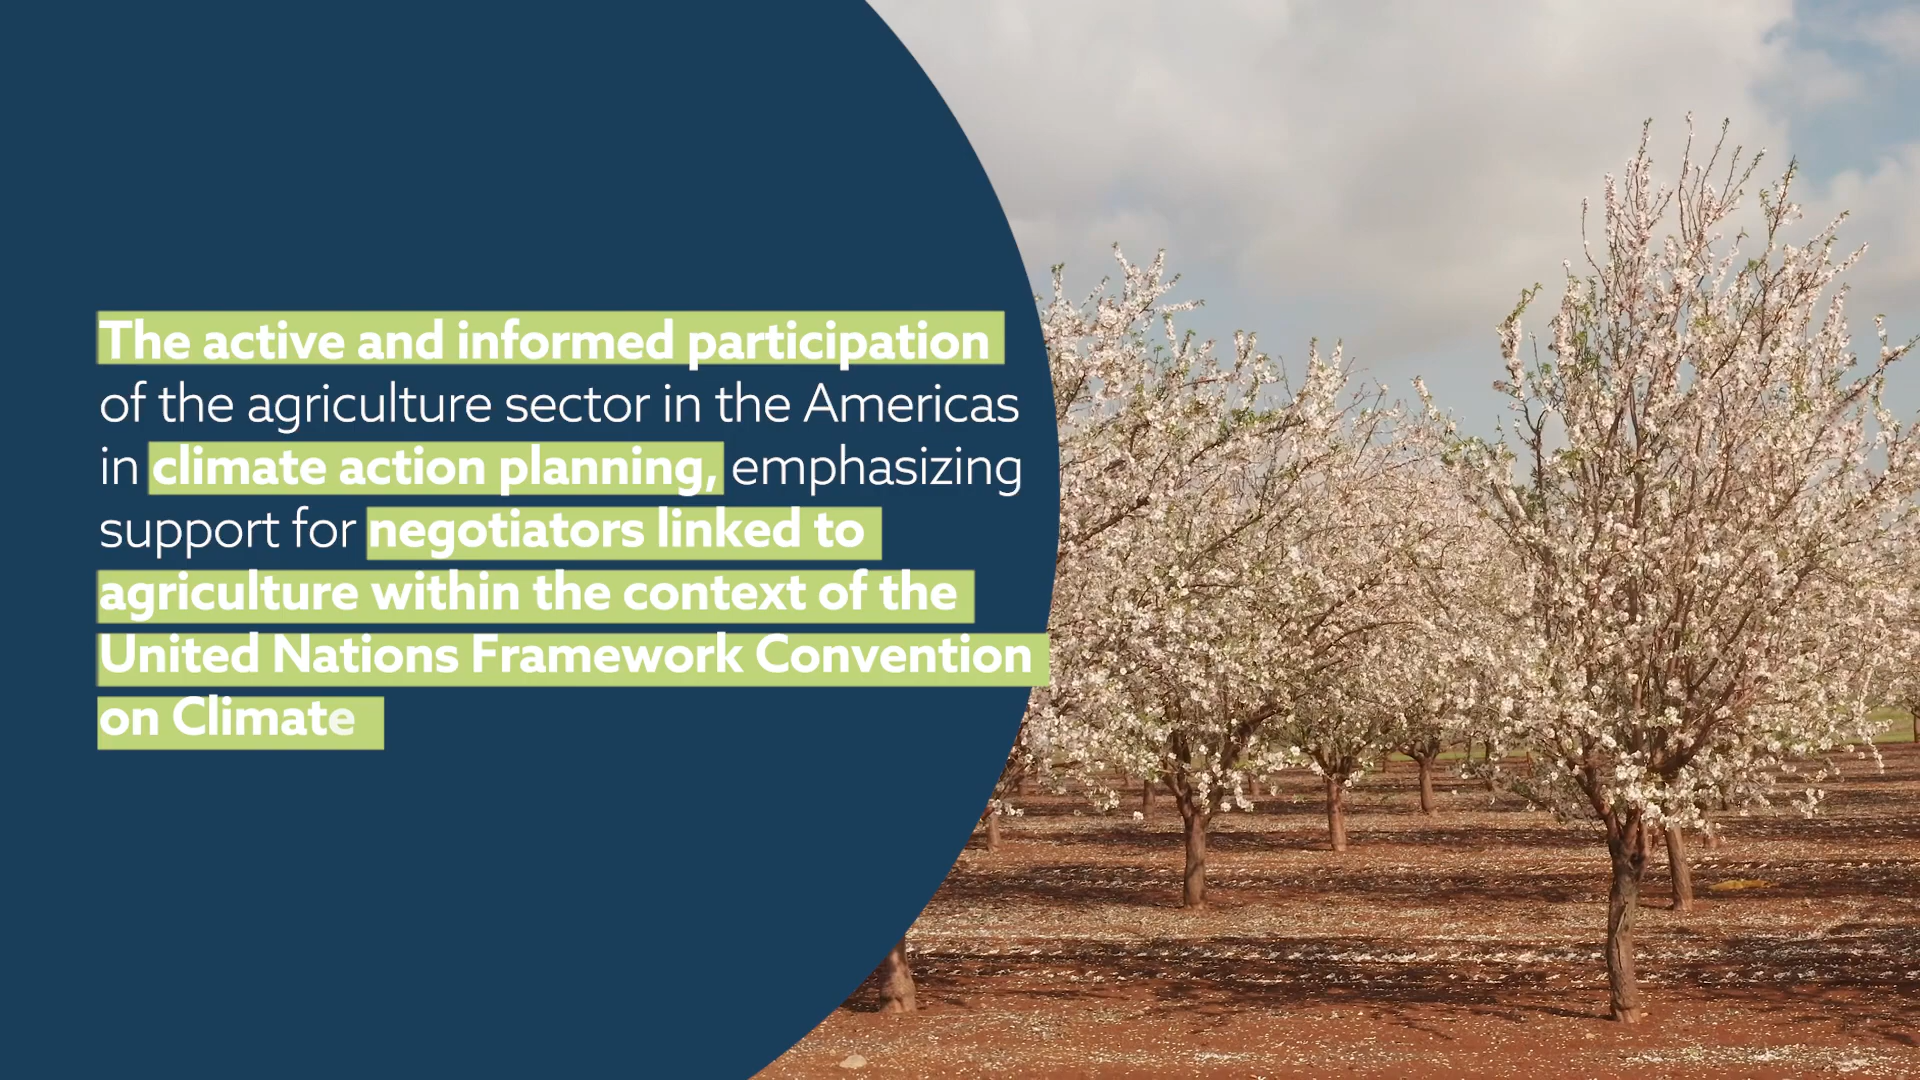 The active and informed participation
of the agriculture sector in the Americas
in climate action planning, emphasizing
support for negotiators linked to
agriculture within the context of the
United Nations Framework Convention
on Climate